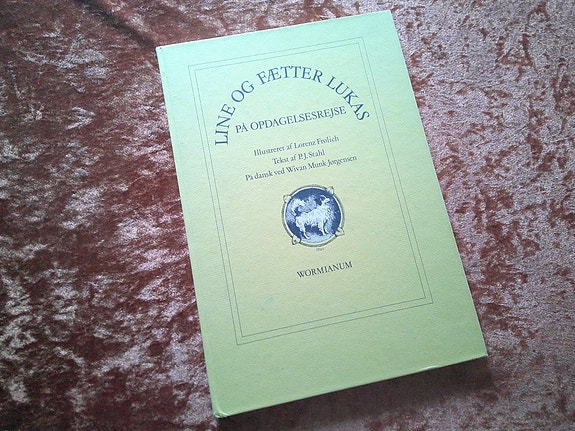 LINE OG FÆTTER LUKAS
PÅ OPDAGELSESREJSE
Illustreret af Lorenz Frølich
Tekst af P.J. Stahl
På dansk ved Wivan Munk-Jørgensen
WORMIANUM